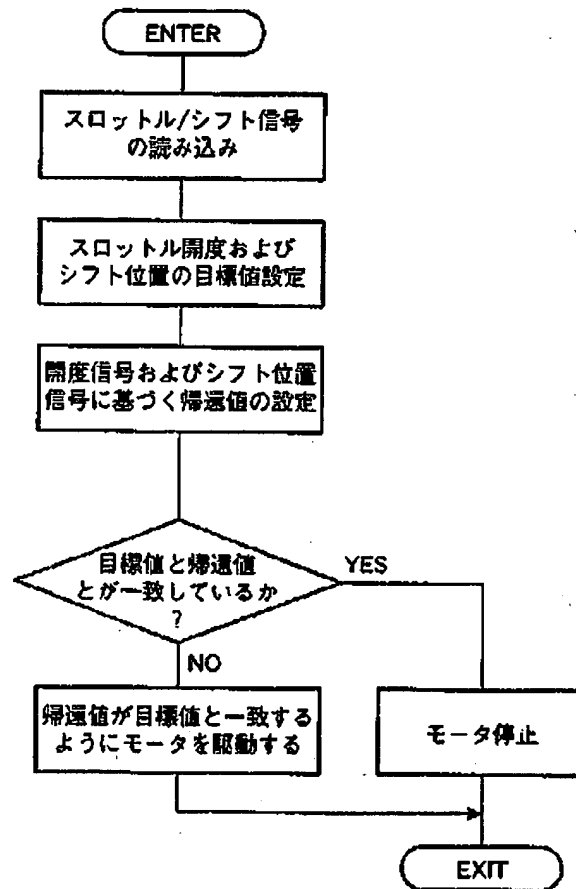 ENTER
スロットル/シフト信号
の読み込み
スロットル開度および
シフト位置の目標値設定
開度信号およびシフト位置
信号に基づく帰還値の設定
目標値と帰還値
とが一致しているか
?
YES
NO
帰還値が目標値と一致する
ようにモータを駆動する
モータ停止
EXIT